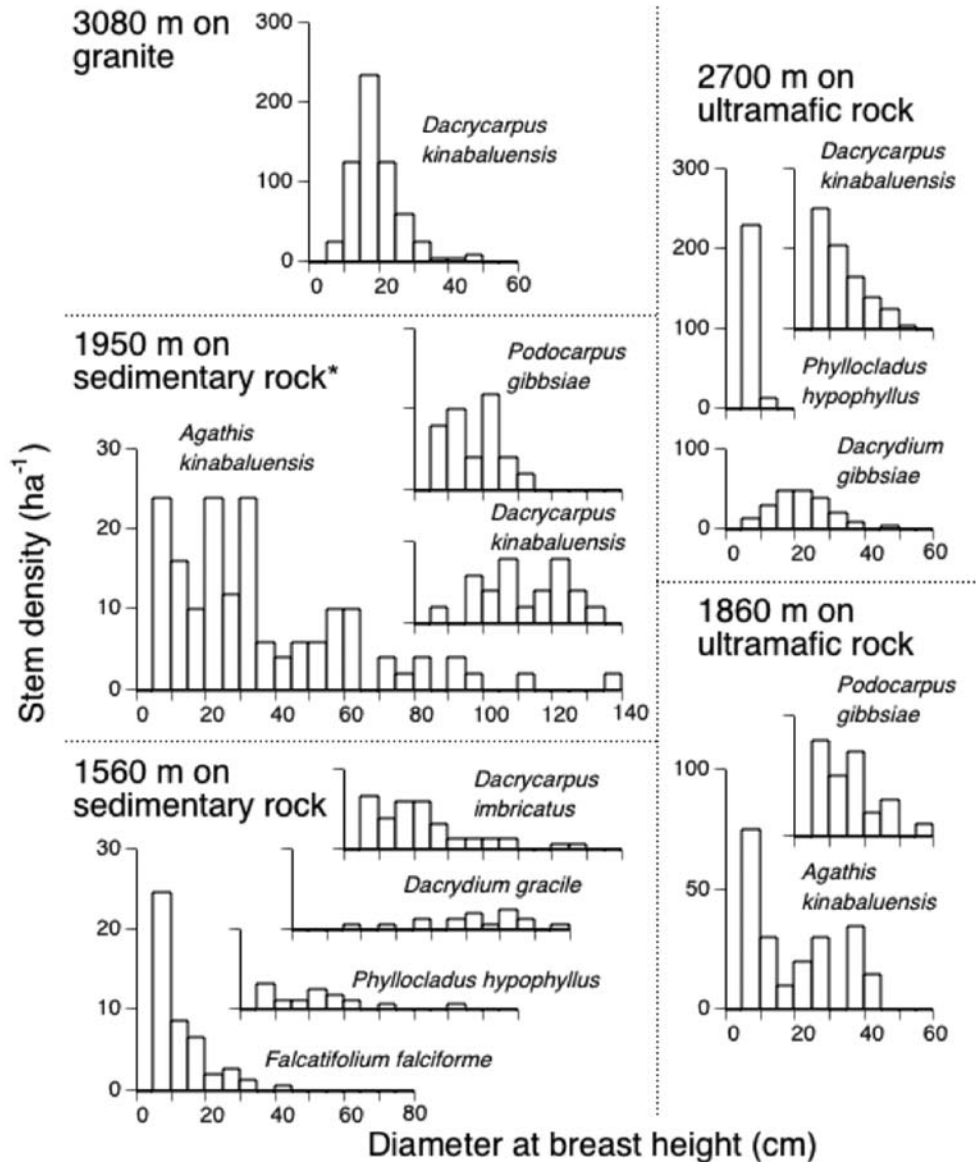 3080 m on
granite
300
200
100
0
Dacrycarpus
kinabaluensis
0 20 40 60
2700 m on
ultramafic rock
Dacrycarpus
kinabaluensis
300
200
100
0
Phyllocladus
hypophyllus
100
0
Dacrydium
gibbsiae
0 20 40 60
1950 m on
sedimentary rock*
Podocarpus
gibbsiae
Agathis
kinabaluensis
30
20
10
0
Dacrycarpus
kinabaluensis
0 20 40 60 80 100 120 140
1860 m on
ultramafic rock
Podocarpus
gibbsiae
100
50
0
Agathis
kinabaluensis
0 20 40 60
1560 m on
sedimentary rock
Dacrycarpus
imbricatus
30
20
10
0
Dacrydium gracile
Phyllocladus hypophyllus
Falcatifolium falciforme
0 20 40 60 80
Stem density (ha⁻¹)
Diameter at breast height (cm)